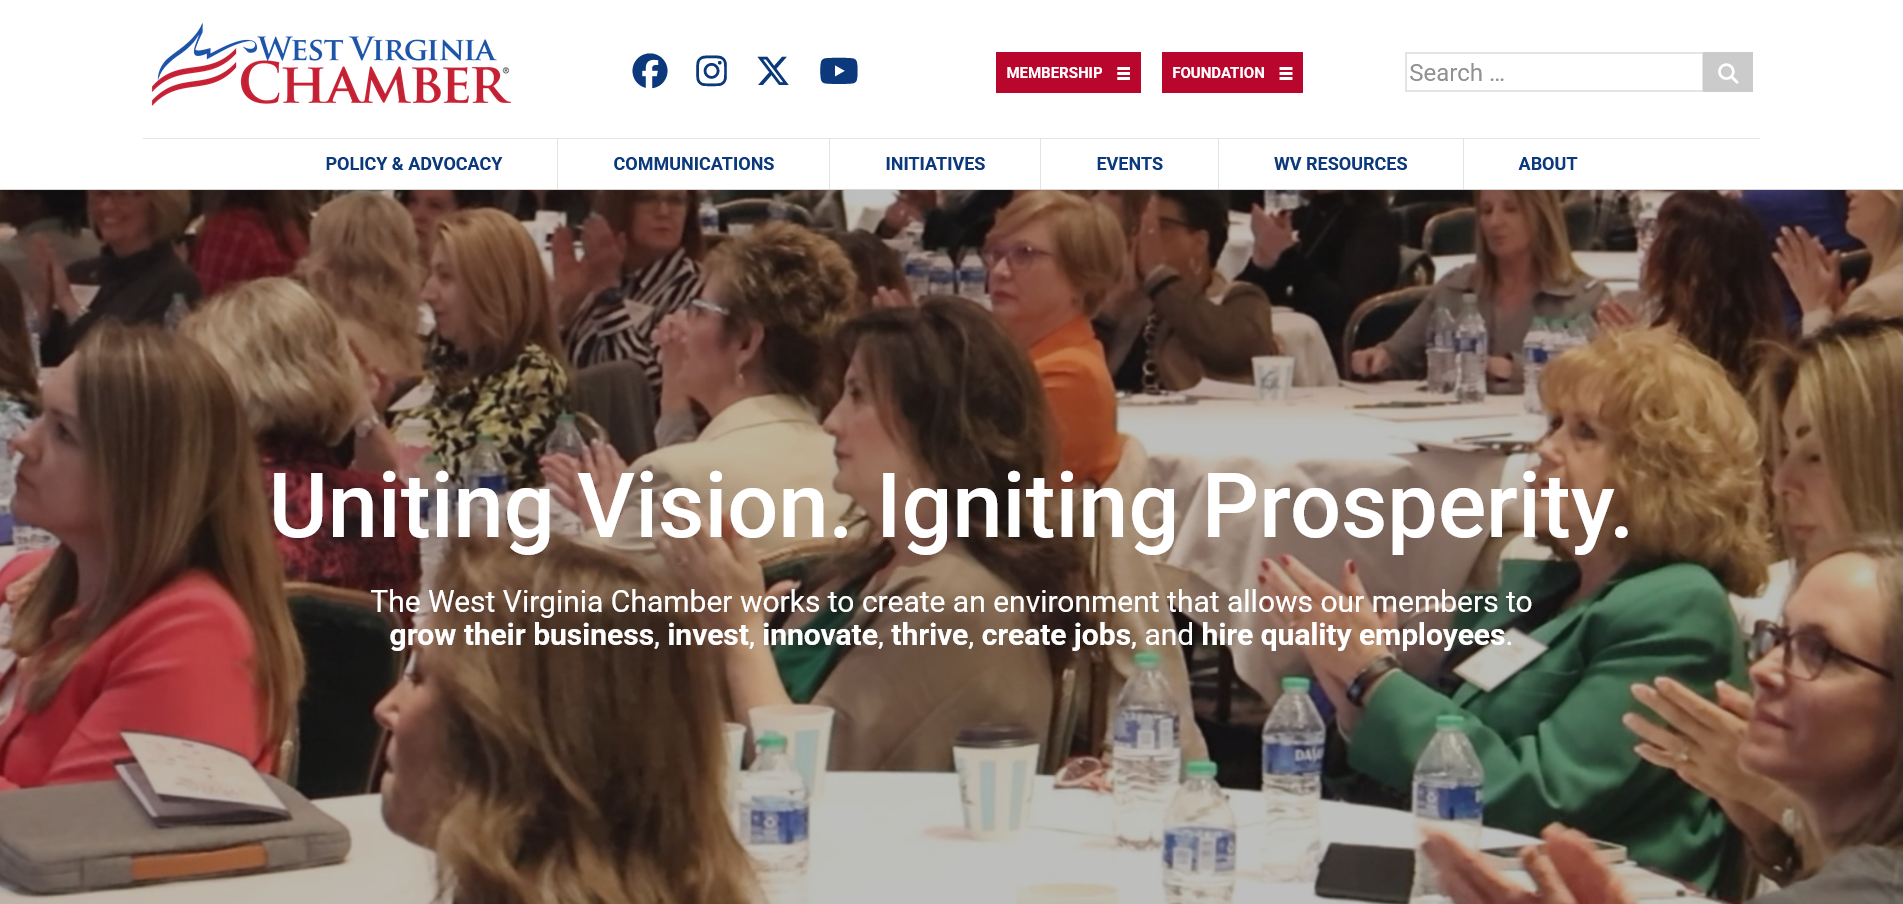 WEST VIRGINIA
CHAMBER®
MEMBERSHIP
FOUNDATION
Search ...
POLICY & ADVOCACY
COMMUNICATIONS
INITIATIVES
EVENTS
WV RESOURCES
ABOUT
Uniting Vision. Igniting Prosperity.
The West Virginia Chamber works to create an environment that allows our members to
grow their business, invest, innovate, thrive, create jobs, and hire quality employees.